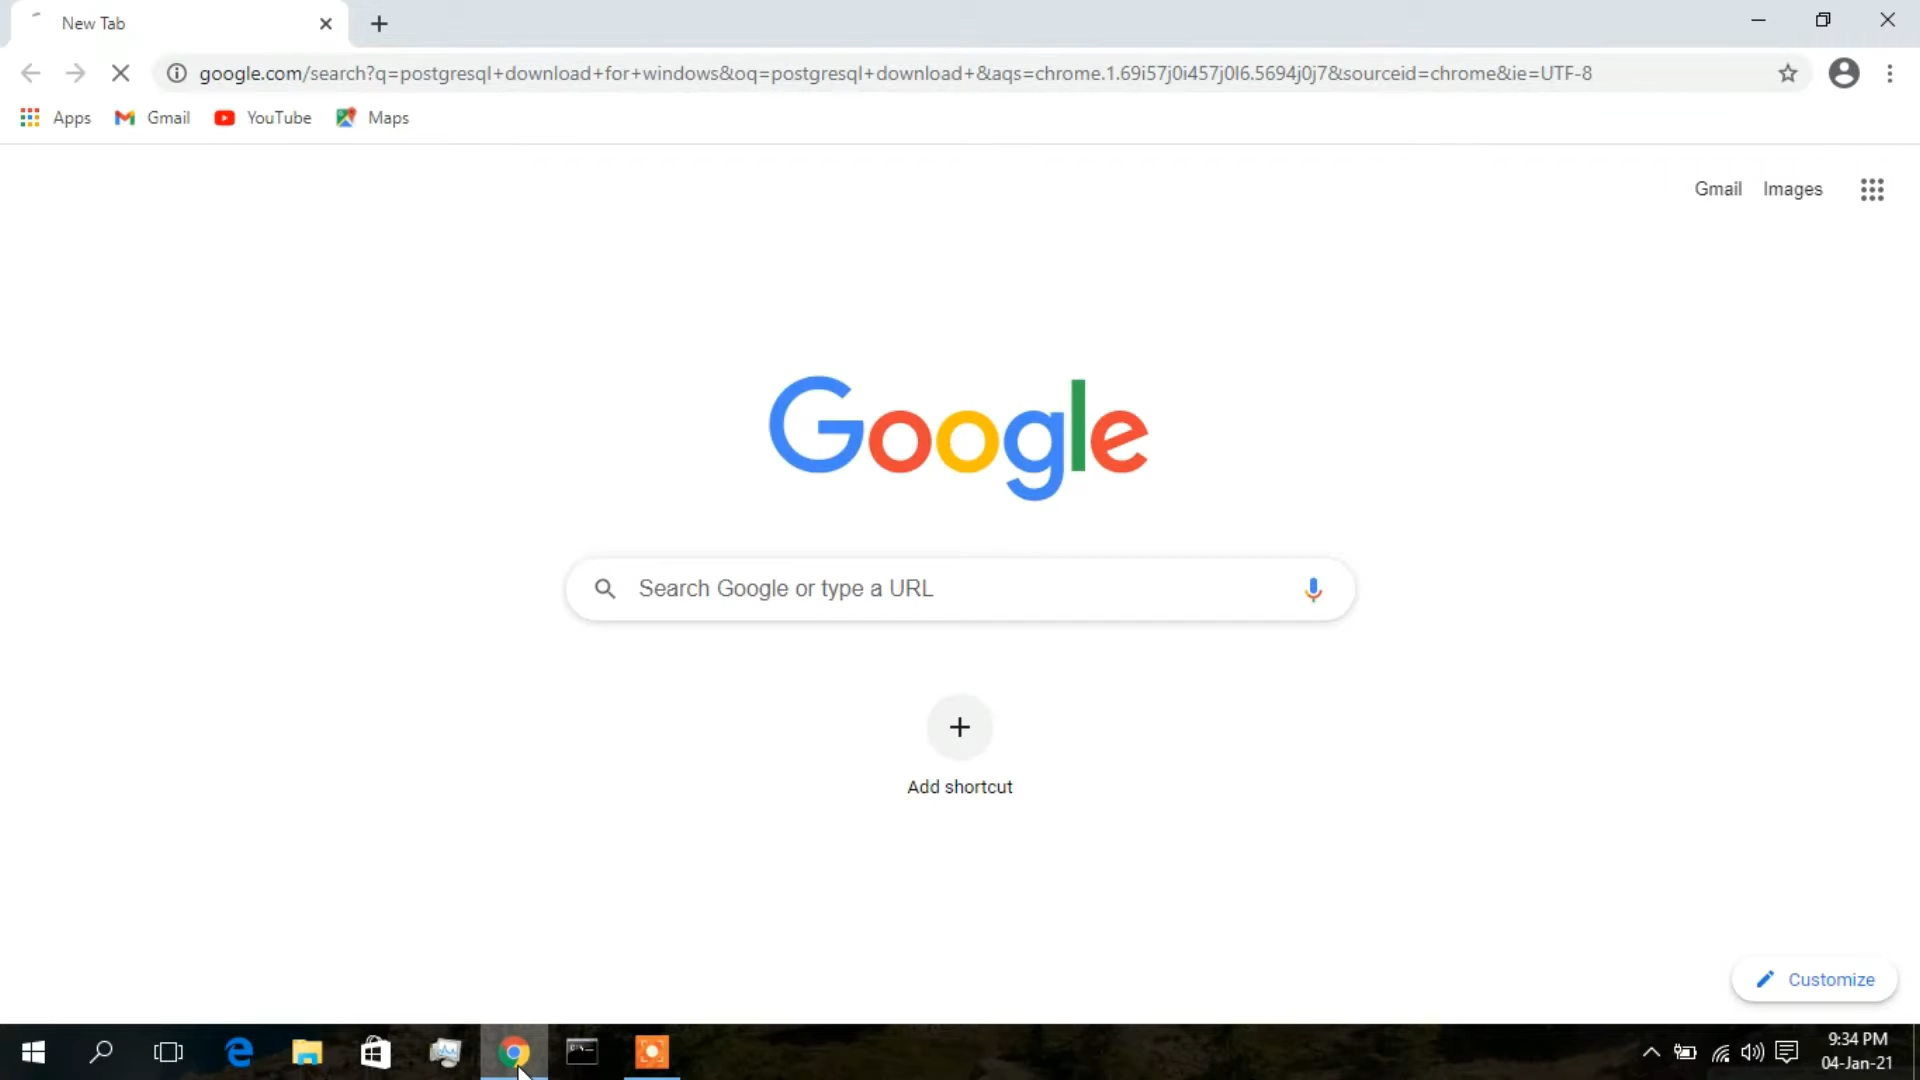 New Tab
google.com/search?q=postgresql+download+for+windows&oq=postgresql+download+&aqs=chrome.1.69i57j0i457j0l6.5694j0j7&sourceid=chrome&ie=UTF-8
Apps Gmail YouTube Maps
Gmail Images
Google
Search Google or type a URL
Add shortcut
Customize
9:34 PM
04-Jan-21